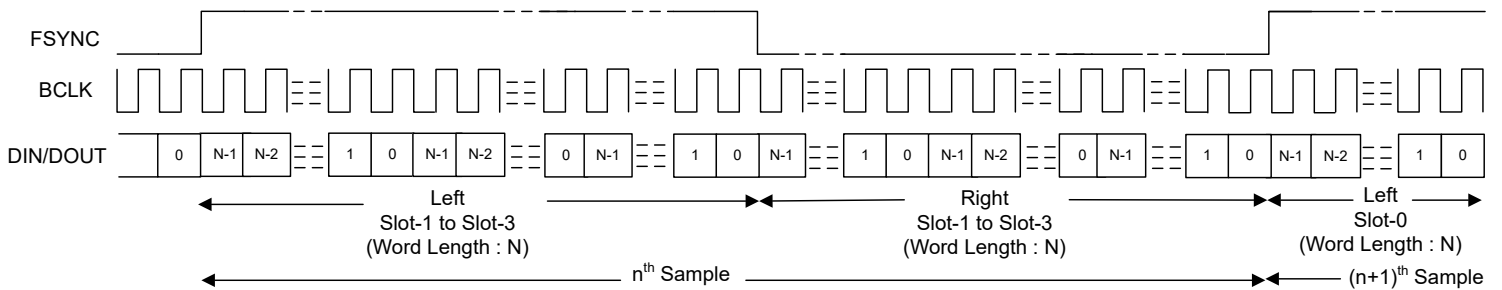 FSYNC
BCLK
DIN/DOUT 0 N-1 N-2 1 0 N-1 N-2 0 N-1 1 0 N-1 1 0 N-1 N-2 0 N-1 1 0 N-1 N-2 1 0
Left Right Left
Slot-1 to Slot-3 Slot-1 to Slot-3 Slot-0
(Word Length : N) (Word Length : N) (Word Length : N)
nth Sample (n+1)th Sample